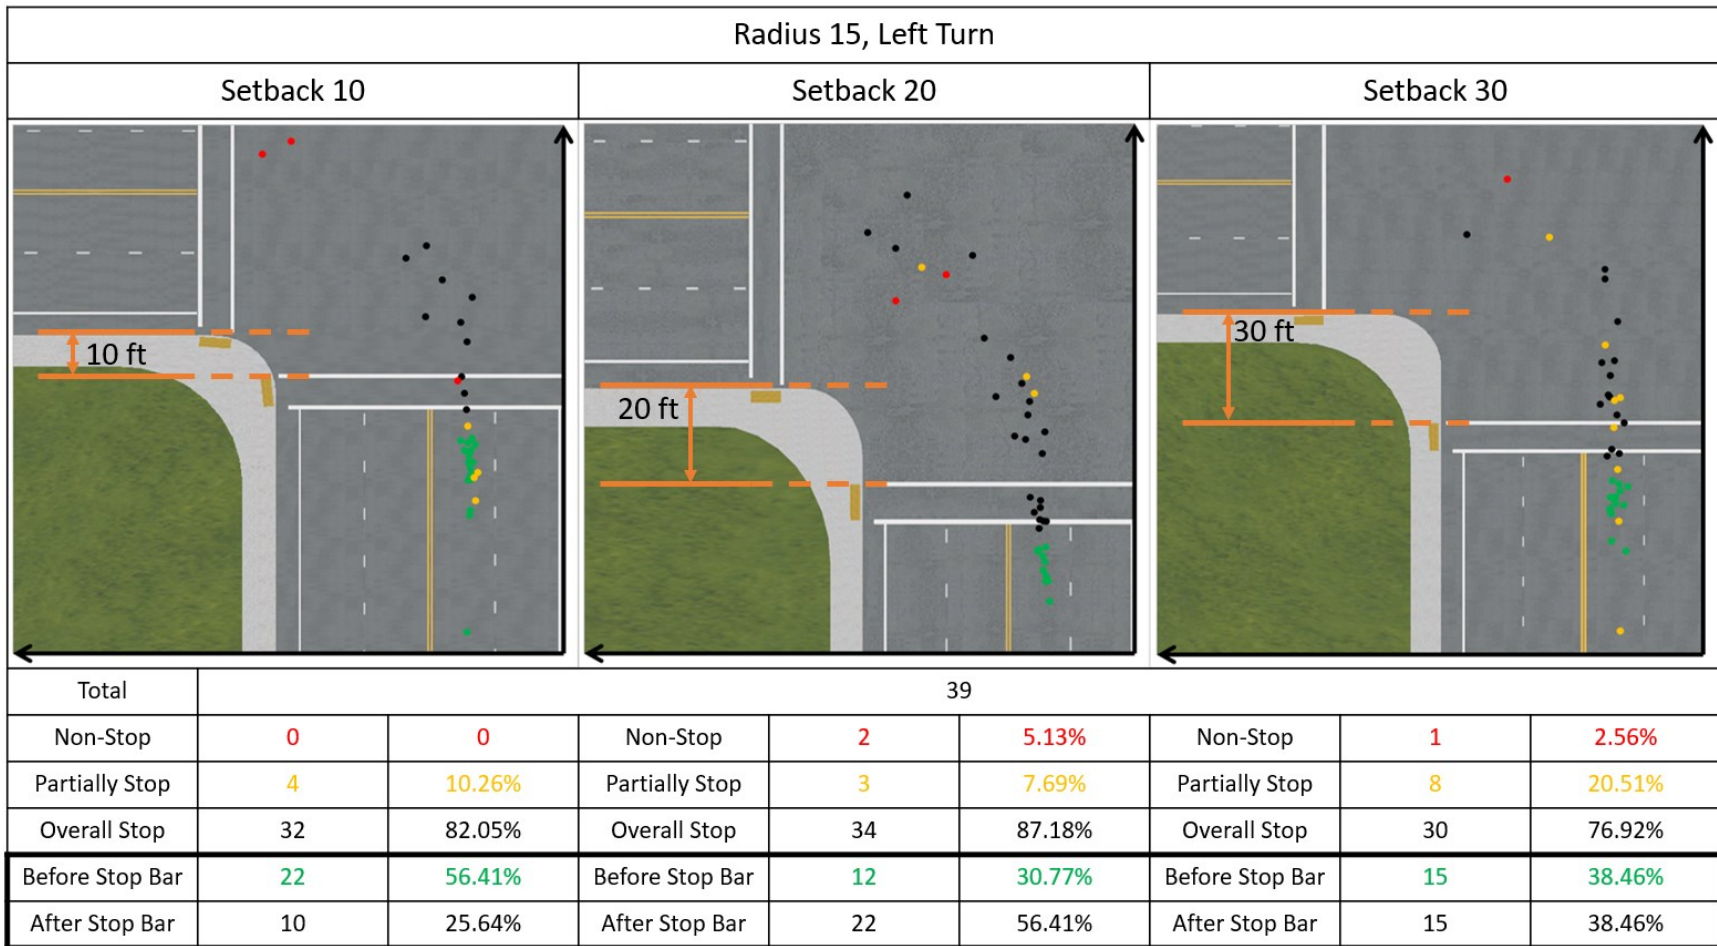 Radius 15, Left Turn
Setback 10 Setback 20 Setback 30
10 ft
20 ft
30 ft
Total 39
Non-Stop 0 0 Non-Stop 2 5.13% Non-Stop 1 2.56%
Partially Stop 4 10.26% Partially Stop 3 7.69% Partially Stop 8 20.51%
Overall Stop 32 82.05% Overall Stop 34 87.18% Overall Stop 30 76.92%
Before Stop Bar 22 56.41% Before Stop Bar 12 30.77% Before Stop Bar 15 38.46%
After Stop Bar 10 25.64% After Stop Bar 22 56.41% After Stop Bar 15 38.46%